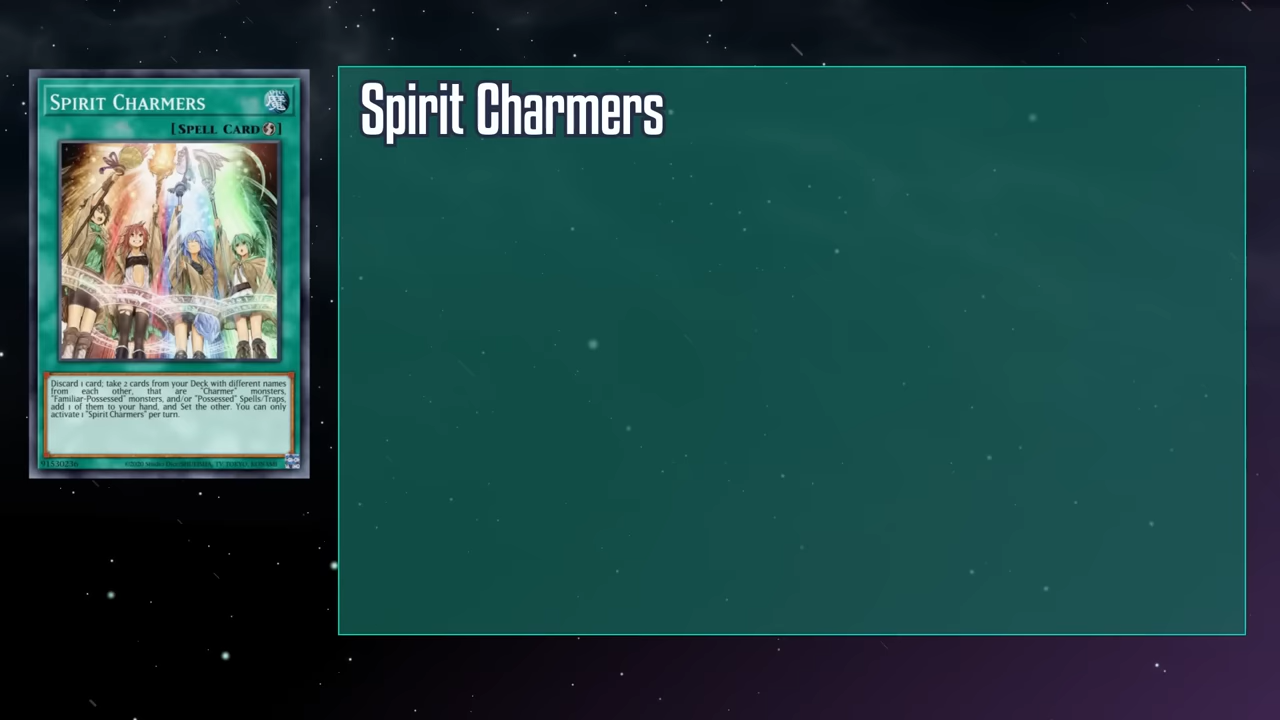 SPIRIT CHARMERS
[SPELL CARD]
Discard 1 card; take 2 cards from your Deck with different names
from each other, that are "Charmer" monsters,
"Familiar-Possessed" monsters, and/or "Possessed" Spells/Traps,
add 1 of them to your hand, and Set the other. You can only
activate 1 "Spirit Charmers" per turn.
91530236
Spirit Charmers